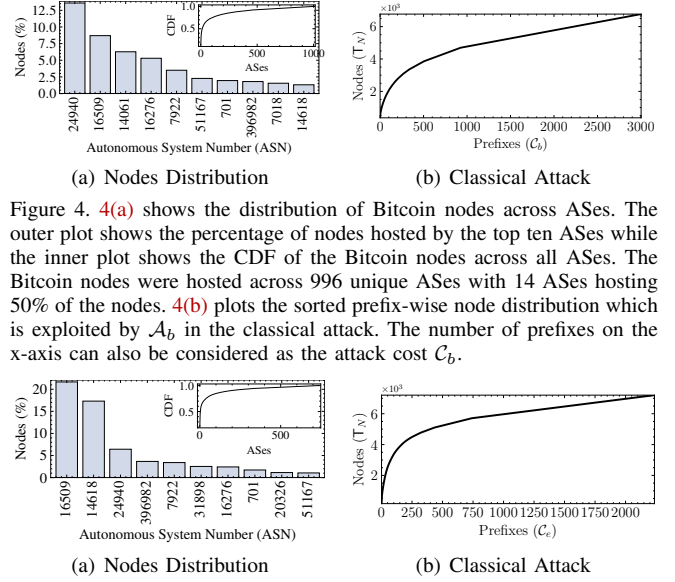 Nodes (%)
12.5
10.0
7.5
5.0
2.5
0.0
CDF
1.0
0.5
0
500
1000
ASes
24940
16509
14061
16276
7922
51167
701
396982
7018
14618
Autonomous System Number (ASN)
(a) Nodes Distribution
×10³
Nodes (T_N)
6
4
2
0 500 1000 1500 2000 2500 3000
Prefixes (C_b)
(b) Classical Attack
Figure 4. 4(a) shows the distribution of Bitcoin nodes across ASes. The
outer plot shows the percentage of nodes hosted by the top ten ASes while
the inner plot shows the CDF of the Bitcoin nodes across all ASes. The
Bitcoin nodes were hosted across 996 unique ASes with 14 ASes hosting
50% of the nodes. 4(b) plots the sorted prefix-wise node distribution which
is exploited by A_b in the classical attack. The number of prefixes on the
x-axis can also be considered as the attack cost C_b.
Nodes (%)
20
15
10
5
0
CDF
1.0
0.5
0
500
ASes
16509
14618
24940
396982
7922
31898
16276
701
20326
51167
Autonomous System Number (ASN)
(a) Nodes Distribution
×10³
Nodes (T_N)
6
4
2
0 250 500 750 1000 1250 1500 1750 2000
Prefixes (C_e)
(b) Classical Attack